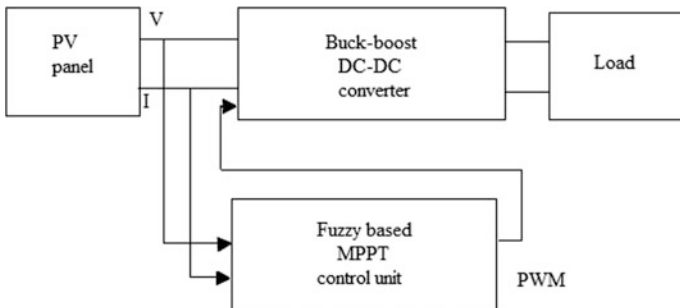 V
PV
panel
I
Buck-boost
DC-DC
converter
Load
Fuzzy based
MPPT
control unit
PWM